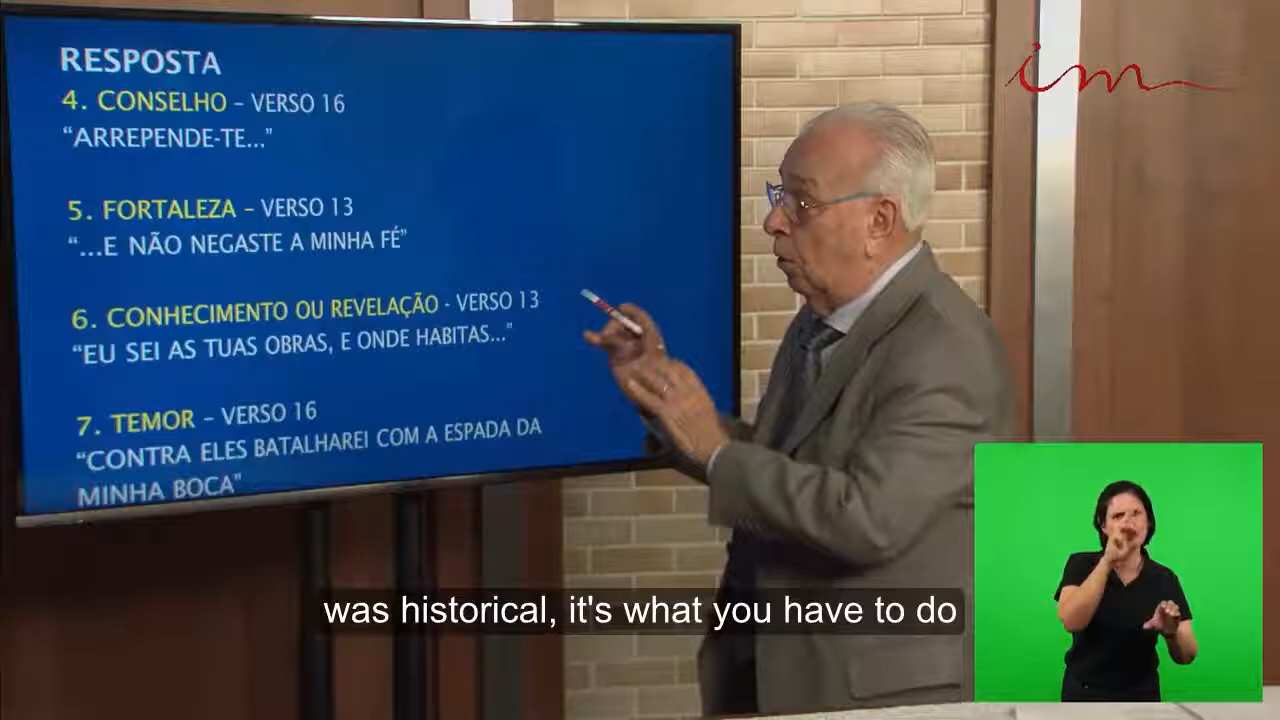 RESPOSTA
4. CONSELHO – VERSO 16
“ARREPENDE-TE...”
5. FORTALEZA – VERSO 13
“...E NÃO NEGASTE A MINHA FÉ”
6. CONHECIMENTO OU REVELAÇÃO - VERSO 13
“EU SEI AS TUAS OBRAS, E ONDE HABITAS...”
7. TEMOR – VERSO 16
“CONTRA ELES BATALHAREI COM A ESPADA DA
MINHA BOCA”
im
was historical, it's what you have to do